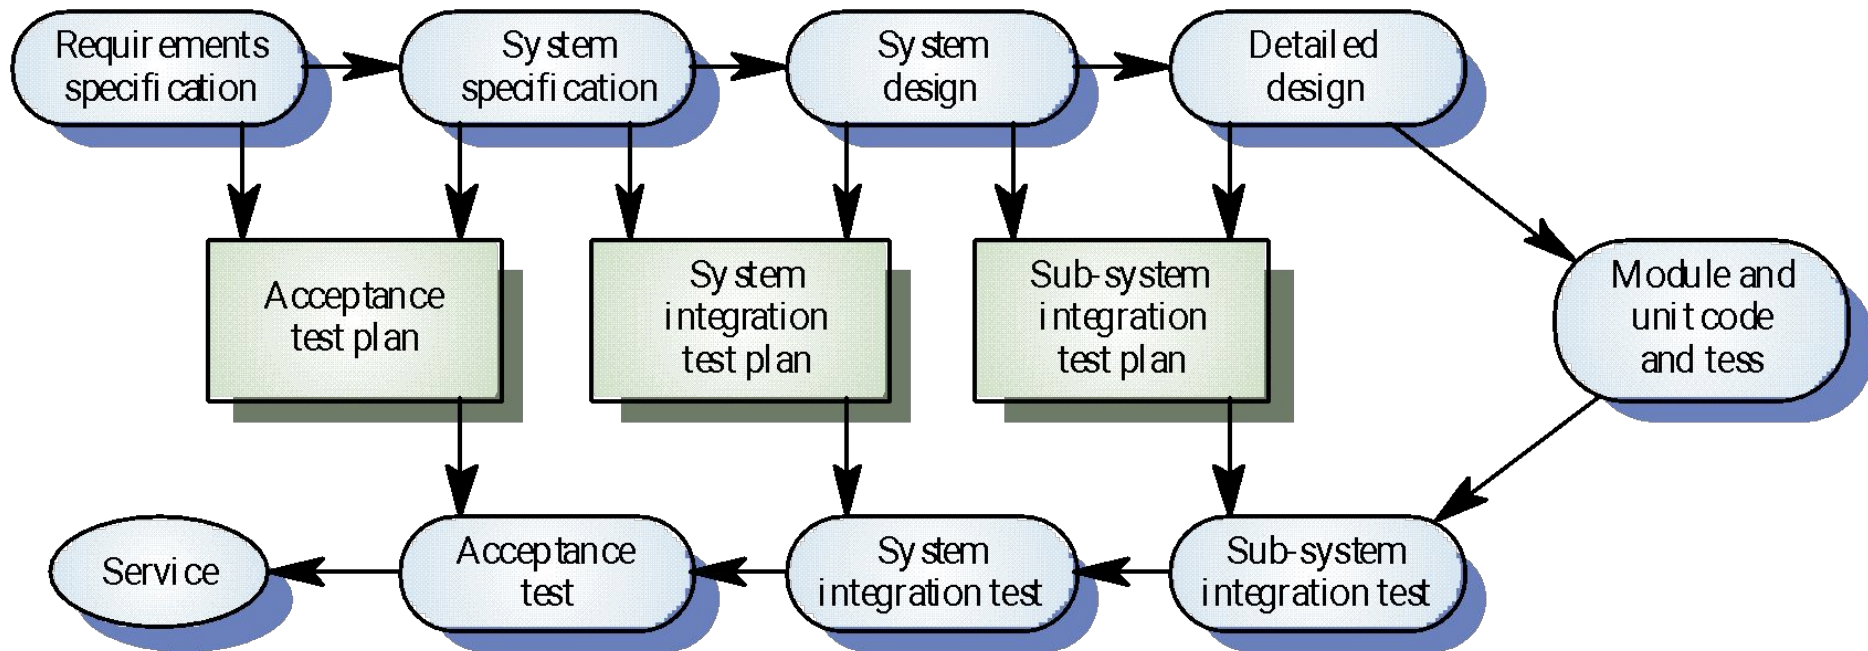 Requirements
specification
System
specification
System
design
Detailed
design
Acceptance
test plan
System
integration
test plan
Sub-system
integration
test plan
Module and
unit code
and tess
Service
Acceptance
test
System
integration test
Sub-system
integration test